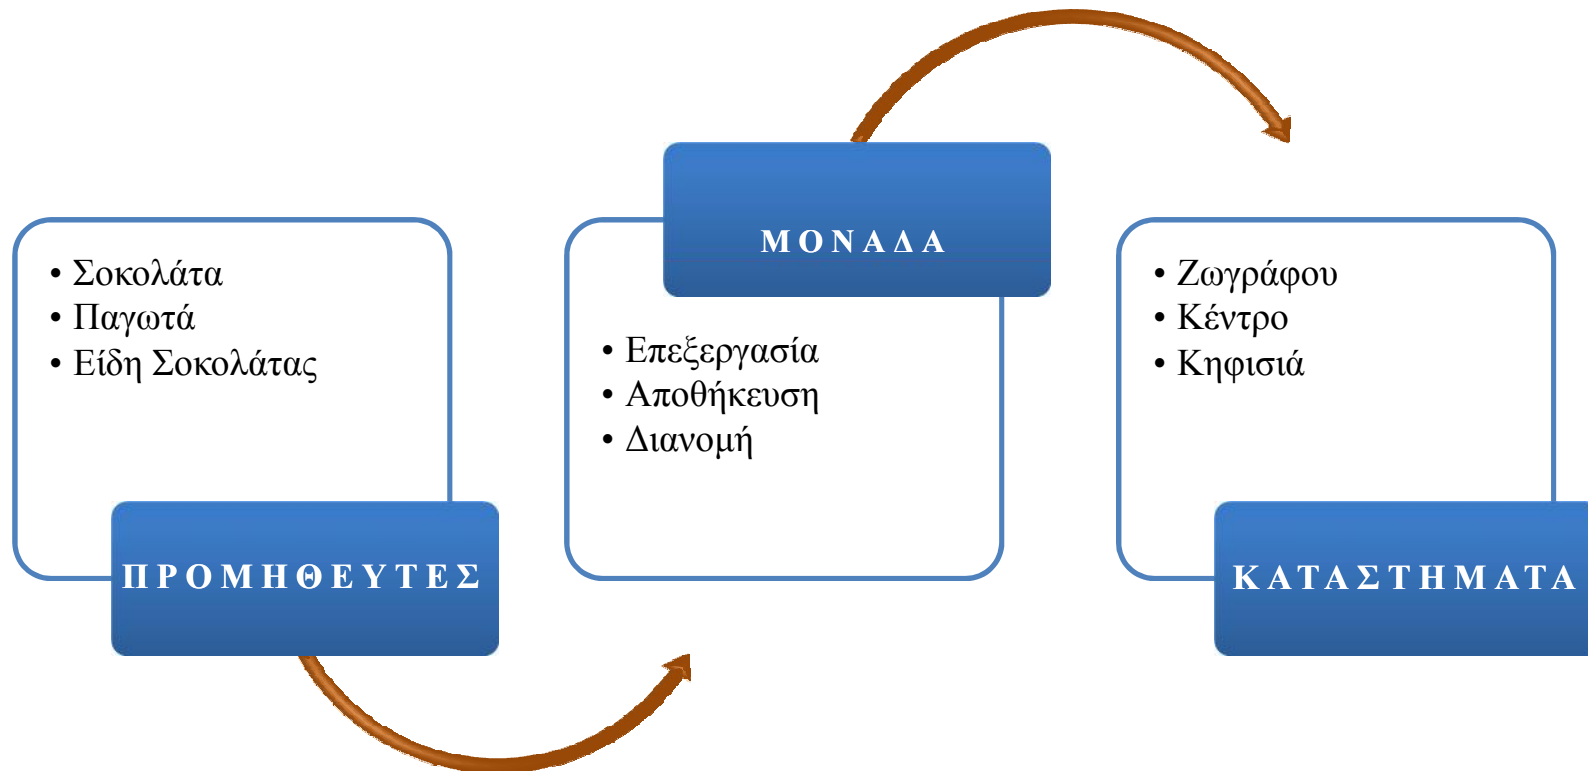 • Σοκολάτα
• Παγωτά
• Είδη Σοκολάτας
ΠΡΟΜΗΘΕΥΤΕΣ
ΜΟΝΑΔΑ
• Επεξεργασία
• Αποθήκευση
• Διανομή
• Ζωγράφου
• Κέντρο
• Κηφισιά
ΚΑΤΑΣΤΗΜΑΤΑ